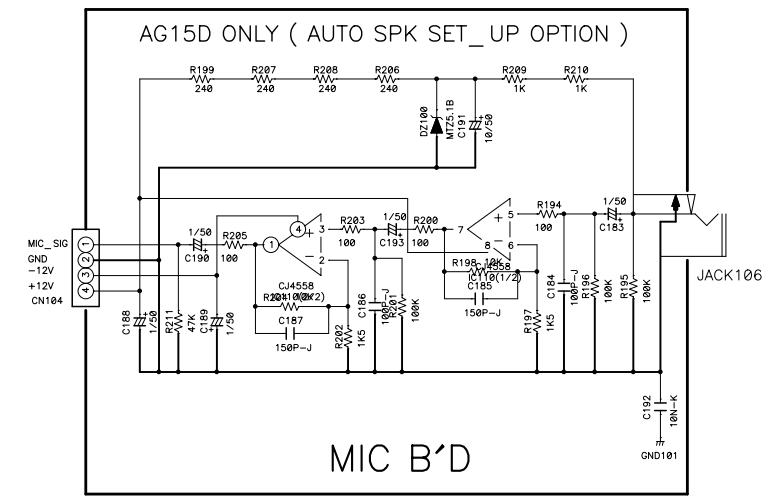 AG15D ONLY ( AUTO SPK SET_UP OPTION )
R199 R207 R208 R206 R209 R210
240 240 240 240 1K 1K
DZ100
MTZ5.1B
C191
10/50
MIC_SIG
GND
-12V
+12V
CN104
1
2
3
4
1/50
C190
R205
100
1
4
3
2
R203
100
1/50
C193
R200
100
7
8
5
6
R194
100
1/50
C183
JACK106
R198
10K
CJ4558
IC110(1/2)
C185
150P-J
CJ4558
C187
150P-J
C188
1/50
R211
47K
C189
1/50
R202
1K5
C186
100P-J
R201
100K
R197
1K5
C184
100P-J
R196
100K
R195
100K
C192
10N-K
GND101
MIC B'D